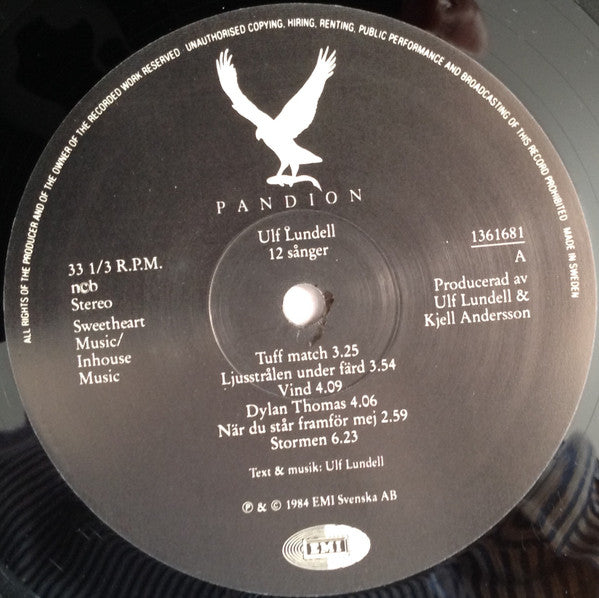 ALL RIGHTS OF THE PRODUCER AND OF THE OWNER OF THE RECORDED WORK RESERVED · UNAUTHORISED COPYING, HIRING, RENTING, PUBLIC PERFORMANCE AND BROADCASTING OF THIS RECORD PROHIBITED  MADE IN SWEDEN
PANDION
Ulf Lundell
12 sånger
33 1/3 R.P.M.
ncb
Stereo
Sweetheart
Music/
Inhouse
Music
1361681
A
Producerad av
Ulf Lundell &
Kjell Andersson
Tuff match 3.25
Ljusstrålen under färd 3.54
Vind 4.09
Dylan Thomas 4.06
När du står framför mej 2.59
Stormen 6.23
Text & musik: Ulf Lundell
℗ & © 1984 EMI Svenska AB
EMI